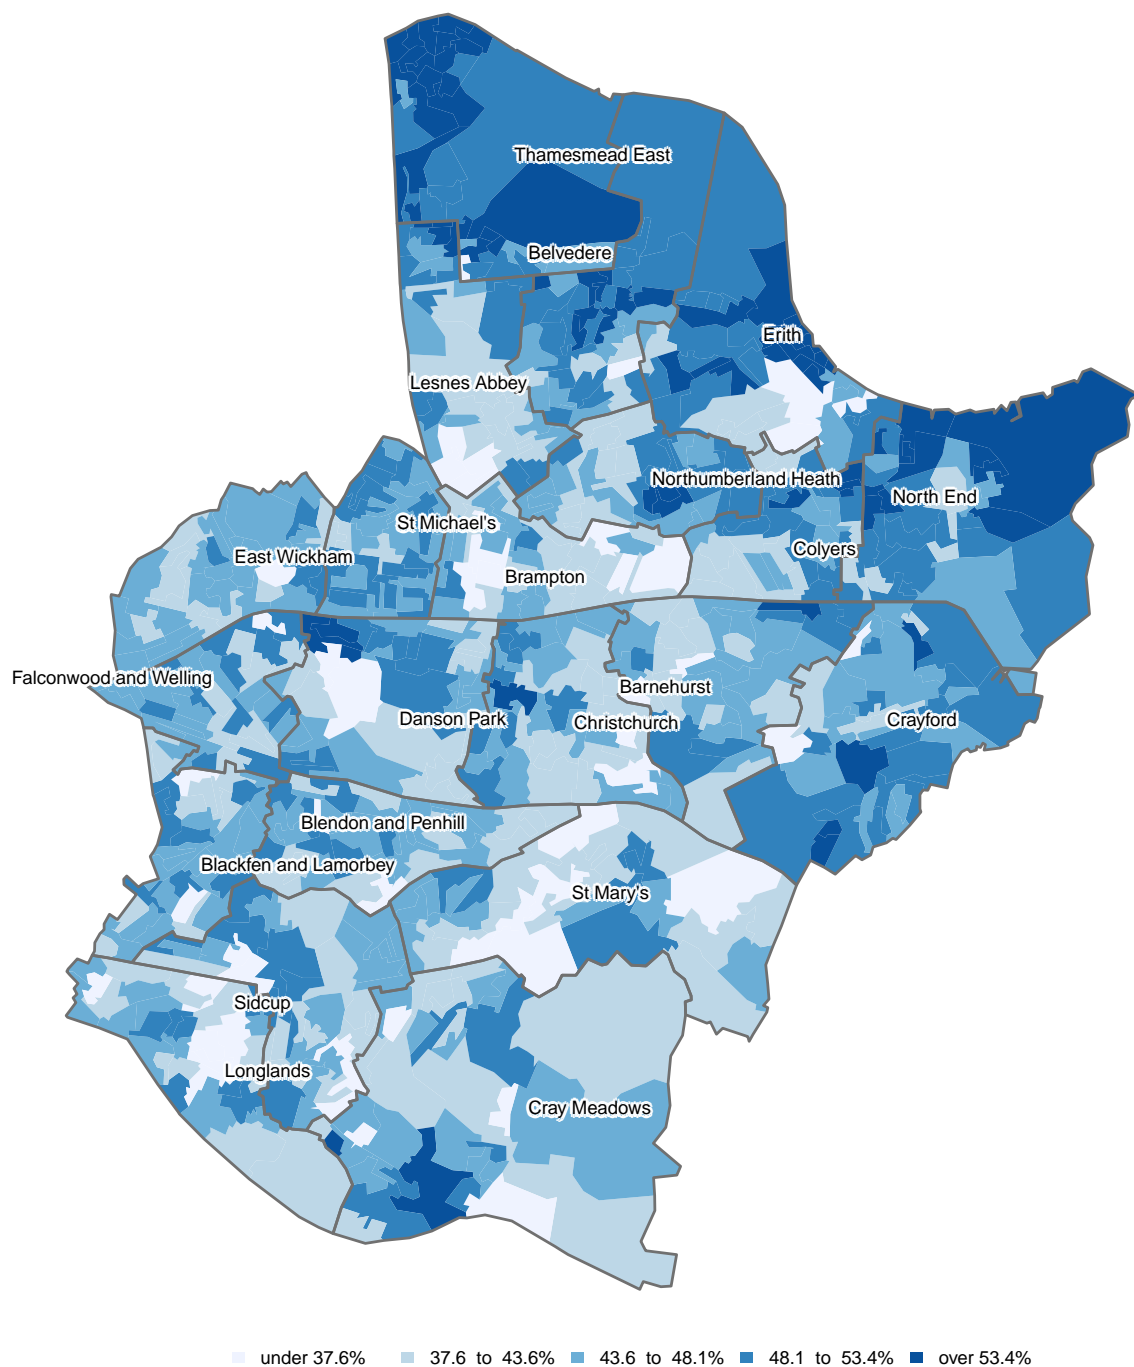 Thamesmead East
Belvedere
Erith
Lesnes Abbey
Northumberland Heath
North End
St Michael's
Colyers
East Wickham
Brampton
Falconwood and Welling
Barnehurst
Danson Park
Christchurch
Crayford
Blendon and Penhill
Blackfen and Lamorbey
St Mary's
Sidcup
Longlands
Cray Meadows
under 37.6% 37.6 to 43.6% 43.6 to 48.1% 48.1 to 53.4% over 53.4%